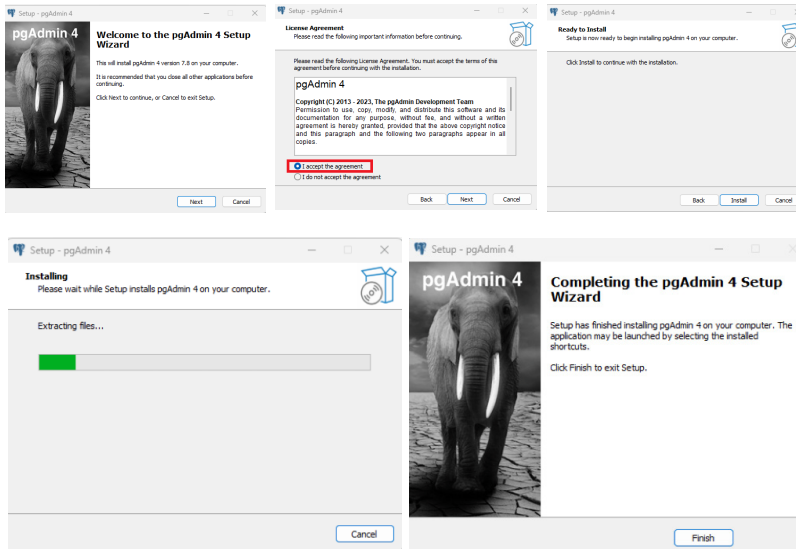 Setup - pgAdmin 4
pgAdmin 4
Welcome to the pgAdmin 4 Setup
Wizard
This will install pgAdmin 4 version 7.8 on your computer.
It is recommended that you close all other applications before
continuing.
Click Next to continue, or Cancel to exit Setup.
Next
Cancel
Setup - pgAdmin 4
License Agreement
Please read the following important information before continuing.
Please read the following License Agreement. You must accept the terms of this
agreement before continuing with the installation.
pgAdmin 4
Copyright (C) 2013 - 2023, The pgAdmin Development Team
Permission to use, copy, modify, and distribute this software and its
documentation for any purpose, without fee, and without a written
agreement is hereby granted, provided that the above copyright notice
and this paragraph and the following two paragraphs appear in all
copies.
I accept the agreement
I do not accept the agreement
Back
Next
Cancel
Setup - pgAdmin 4
Ready to Install
Setup is now ready to begin installing pgAdmin 4 on your computer.
Click Install to continue with the installation.
Back
Install
Cancel
Setup - pgAdmin 4
Installing
Please wait while Setup installs pgAdmin 4 on your computer.
Extracting files...
Cancel
Setup - pgAdmin 4
pgAdmin 4
Completing the pgAdmin 4 Setup
Wizard
Setup has finished installing pgAdmin 4 on your computer. The
application may be launched by selecting the installed
shortcuts.
Click Finish to exit Setup.
Finish